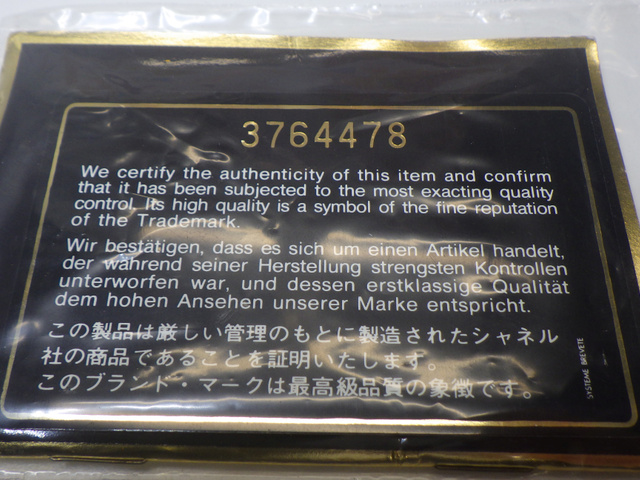 3764478
We certify the authenticity of this item and confirm
that it has been subjected to the most exacting quality
control. Its high quality is a symbol of the fine reputation
of the Trademark.
Wir bestätigen, dass es sich um einen Artikel handelt,
der während seiner Herstellung strengsten Kontrollen
unterworfen war, und dessen erstklassige Qualität
dem hohen Ansehen unserer Marke entspricht.
この製品は厳しい管理のもとに製造されたシャネル
社の商品であることを証明いたします。
このブランド・マークは最高級品質の象徴です。
SYSTEME BREVETE